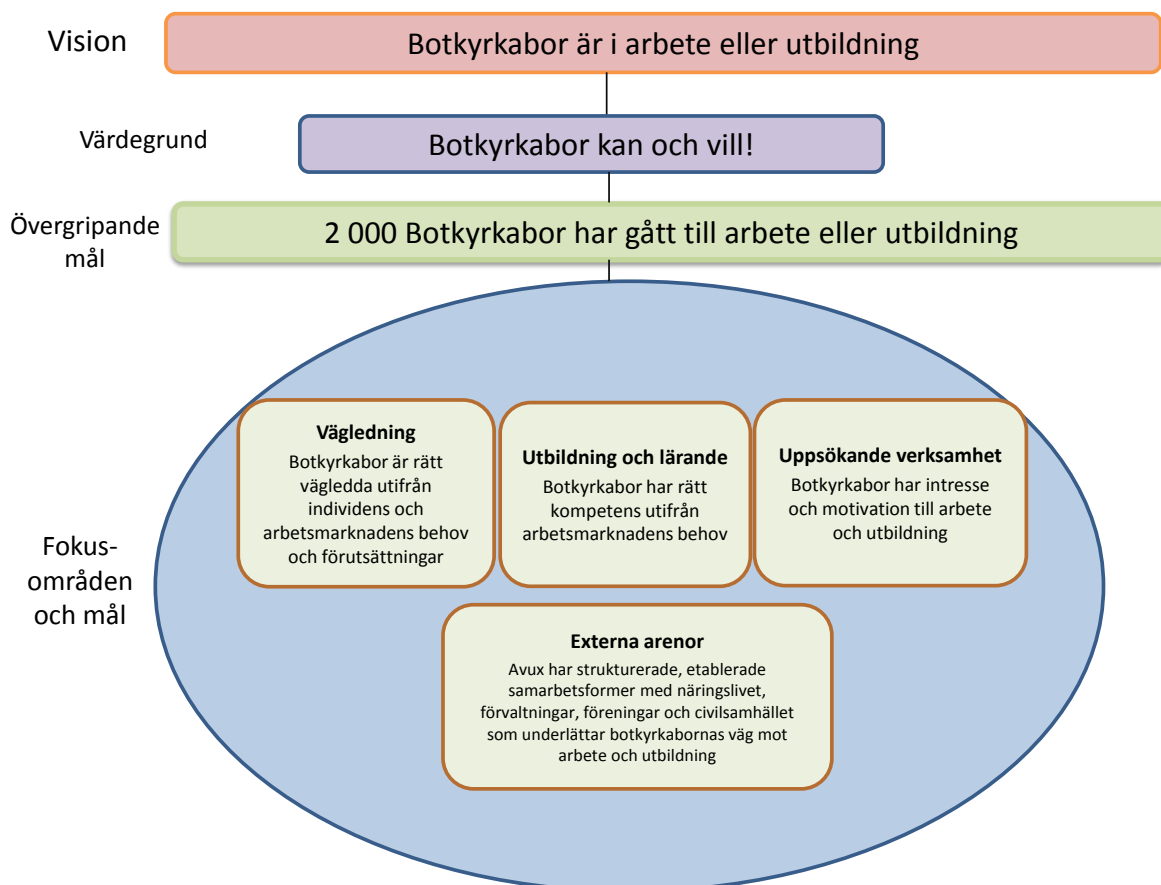 Vision
Botkyrkabor är i arbete eller utbildning
Värdegrund
Botkyrkabor kan och vill!
Övergripande
mål
2 000 Botkyrkabor har gått till arbete eller utbildning
Fokus-
områden
och mål
Vägledning
Botkyrkabor är rätt
vägledda utifrån
individens och
arbetsmarknadens behov
och förutsättningar
Utbildning och lärande
Botkyrkabor har rätt
kompetens utifrån
arbetsmarknadens behov
Uppsökande verksamhet
Botkyrkabor har intresse
och motivation till arbete
och utbildning
Externa arenor
Avux har strukturerade, etablerade
samarbetsformer med näringslivet,
förvaltningar, föreningar och civilsamhället
som underlättar botkyrkabornas väg mot
arbete och utbildning